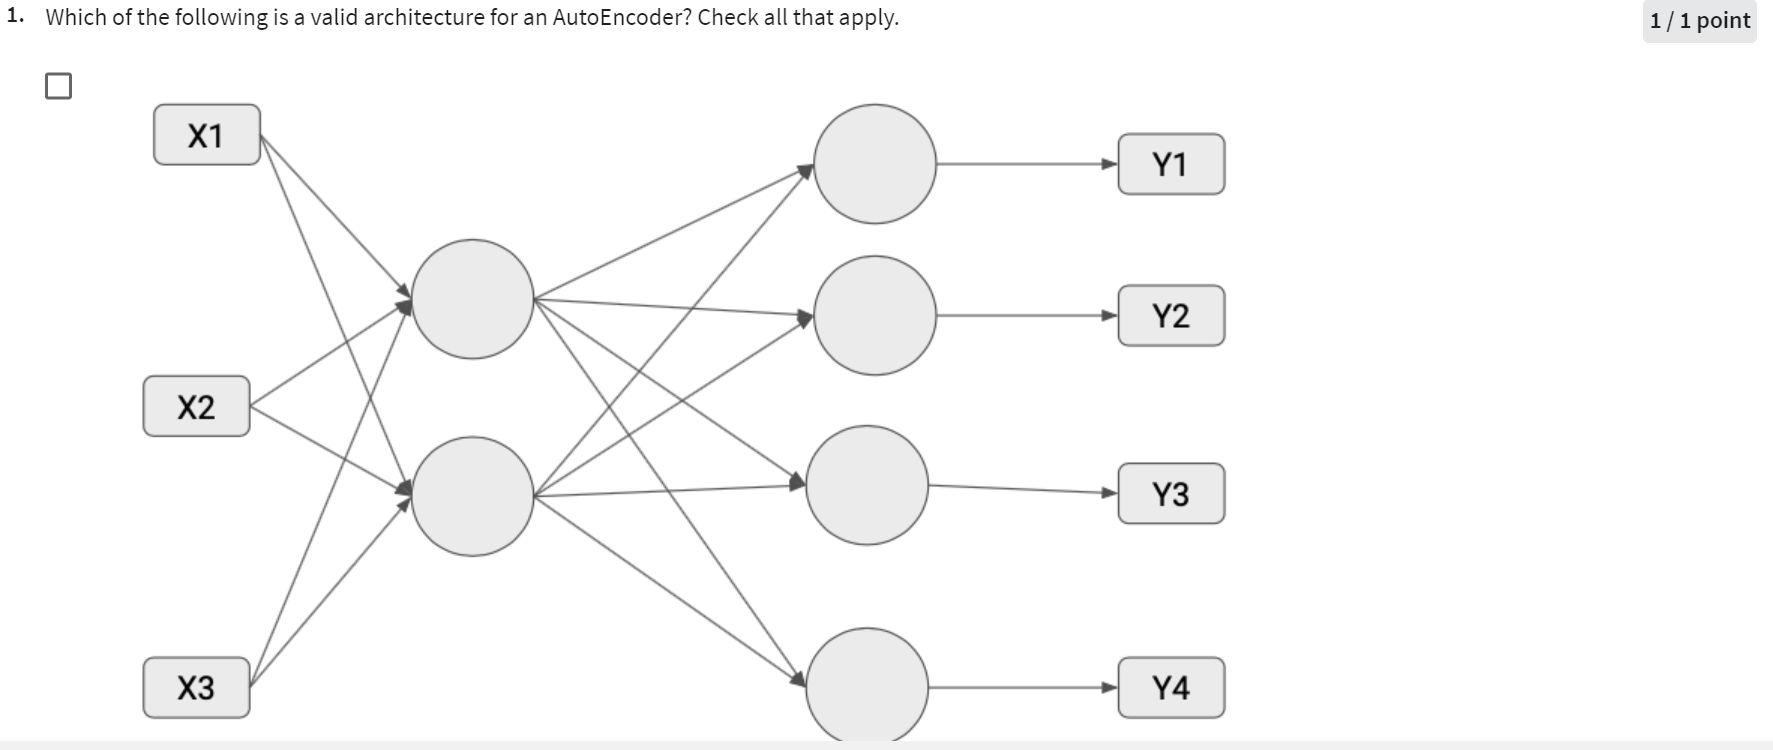 1. Which of the following is a valid architecture for an AutoEncoder? Check all that apply.
1 / 1 point
X1
Y1
Y2
X2
Y3
X3
Y4